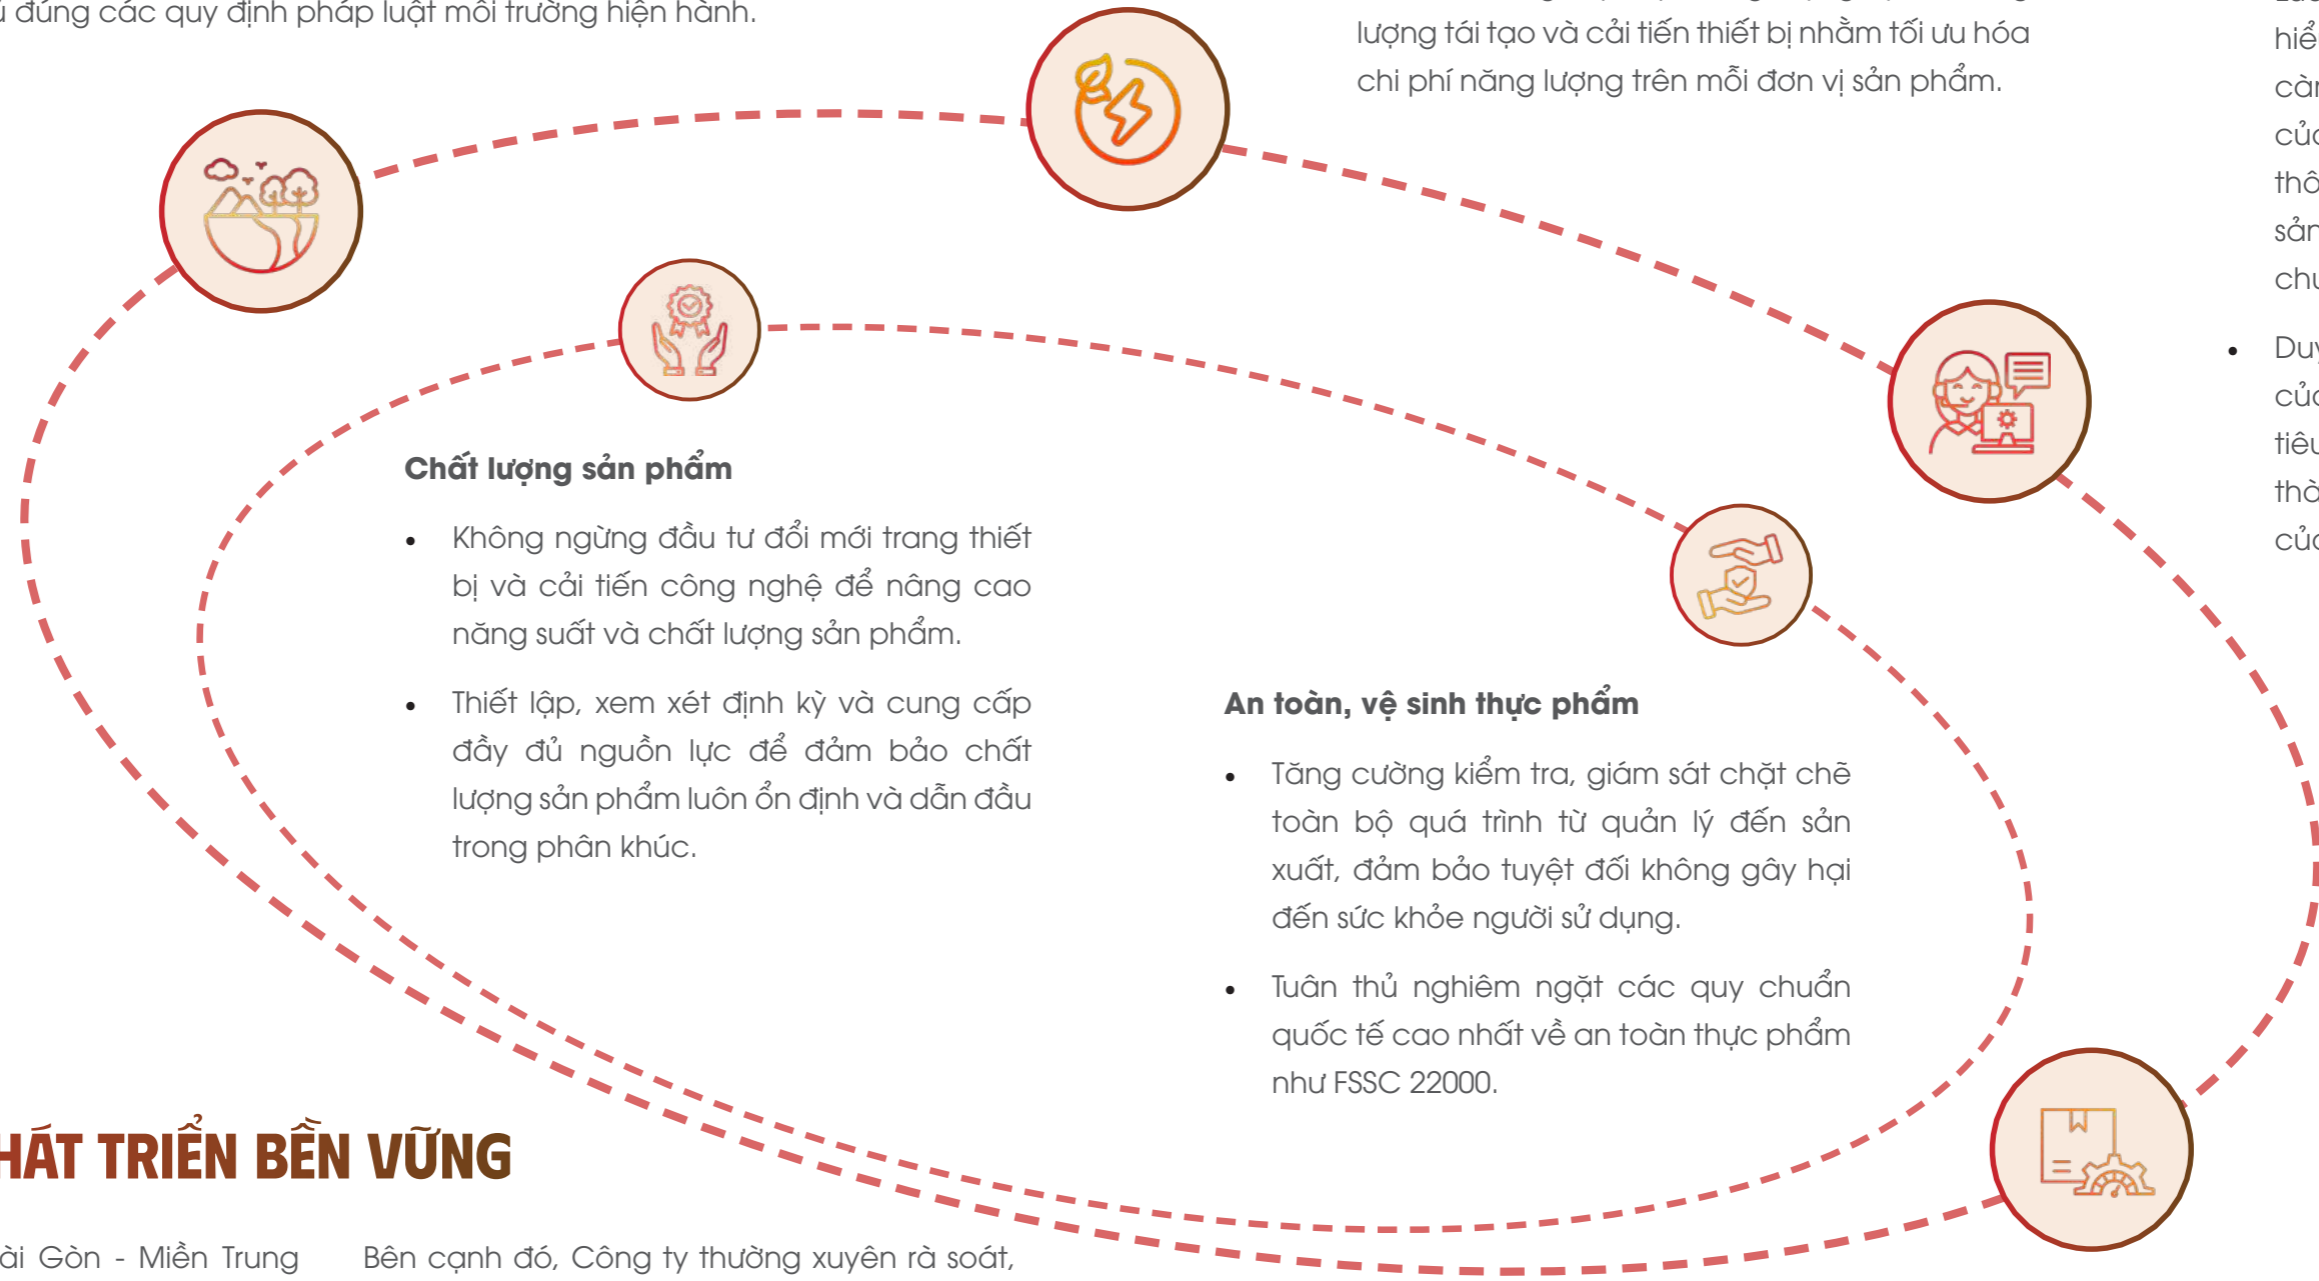 đúng các quy định pháp luật môi trường hiện hành.
lượng tái tạo và cải tiến thiết bị nhằm tối ưu hóa
chi phí năng lượng trên mỗi đơn vị sản phẩm.
Chất lượng sản phẩm
• Không ngừng đầu tư đổi mới trang thiết
bị và cải tiến công nghệ để nâng cao
năng suất và chất lượng sản phẩm.
• Thiết lập, xem xét định kỳ và cung cấp
đầy đủ nguồn lực để đảm bảo chất
lượng sản phẩm luôn ổn định và dẫn đầu
trong phân khúc.
An toàn, vệ sinh thực phẩm
• Tăng cường kiểm tra, giám sát chặt chẽ
toàn bộ quá trình từ quản lý đến sản
xuất, đảm bảo tuyệt đối không gây hại
đến sức khỏe người sử dụng.
• Tuân thủ nghiêm ngặt các quy chuẩn
quốc tế cao nhất về an toàn thực phẩm
như FSSC 22000.
• Duy
HÁT TRIỂN BỀN VỮNG
ài Gòn - Miền Trung
Bên cạnh đó, Công ty thường xuyên rà soát,